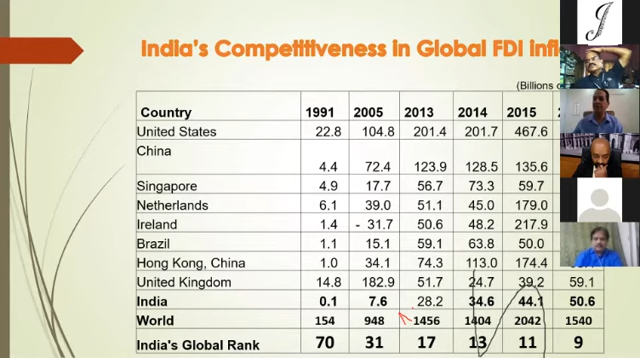 India's Competitiveness in Global FDI infl
(Billions o
Country 1991 2005 2013 2014 2015
United States 22.8 104.8 201.4 201.7 467.6
China
4.4 72.4 123.9 128.5 135.6
Singapore 4.9 17.7 56.7 73.3 59.7
Netherlands 6.1 39.0 51.1 45.0 179.0
Ireland 1.4 - 31.7 50.6 48.2 217.9
Brazil 1.1 15.1 59.1 63.8 50.0
Hong Kong, China 1.0 34.1 74.3 113.0 174.4
United Kingdom 14.8 182.9 51.7 24.7 39.2 59.1
India 0.1 7.6 28.2 34.6 44.1 50.6
World 154 948 1456 1404 2042 1540
India's Global Rank 70 31 17 13 11 9